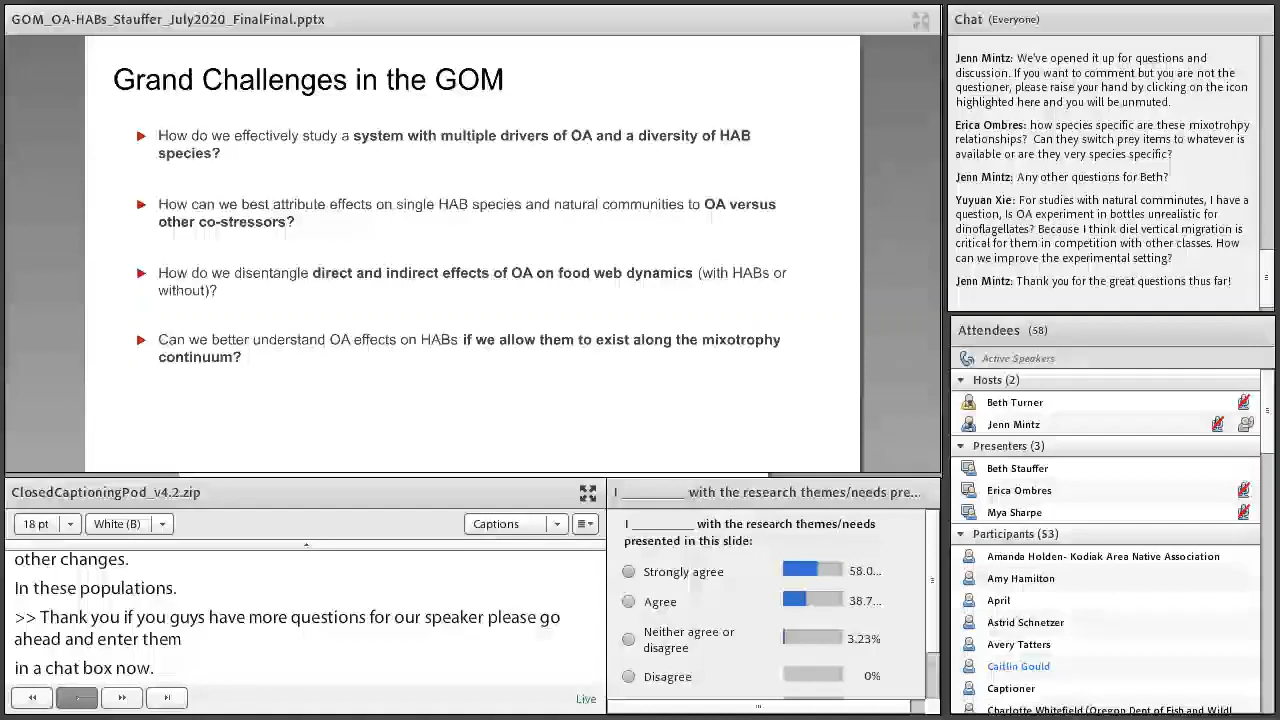 GOM_OA-HABs_Stauffer_July2020_FinalFinal.pptx
Grand Challenges in the GOM
How do we effectively study a system with multiple drivers of OA and a diversity of HAB
species?
How can we best attribute effects on single HAB species and natural communities to OA versus
other co-stressors?
How do we disentangle direct and indirect effects of OA on food web dynamics (with HABs or
without)?
Can we better understand OA effects on HABs if we allow them to exist along the mixotrophy
continuum?
ClosedCaptioningPod_v4.2.zip
18 pt
White (B)
Captions
other changes.
In these populations.
>> Thank you if you guys have more questions for our speaker please go
ahead and enter them
in a chat box now.
Live
I _________ with the research themes/needs pre...
I _________ with the research themes/needs
presented in this slide:
Strongly agree 58.0...
Agree 38.7...
Neither agree or
disagree 3.23%
Disagree 0%
Chat (Everyone)
Jenn Mintz: We've opened it up for questions and
discussion. If you want to comment but you are not the
questioner, please raise your hand by clicking on the icon
highlighted here and you will be unmuted.
Erica Ombres: how species specific are these mixotrohpy
relationships? Can they switch prey items to whatever is
available or are they very species specific?
Jenn Mintz: Any other questions for Beth?
Yuyuan Xie: For studies with natural comminutes, I have a
question, Is OA experiment in bottles unrealistic for
dinoflagellates? Because I think diel vertical migration is
critical for them in competition with other classes. How
can we improve the experimental setting?
Jenn Mintz: Thank you for the great questions thus far!
Attendees (58)
Active Speakers
Hosts (2)
Beth Turner
Jenn Mintz
Presenters (3)
Beth Stauffer
Erica Ombres
Mya Sharpe
Participants (53)
Amanda Holden- Kodiak Area Native Association
Amy Hamilton
April
Astrid Schnetzer
Avery Tatters
Caitlin Gould
Captioner
Charlotte Whitefield (Oregon Dept of Fish and Wildl